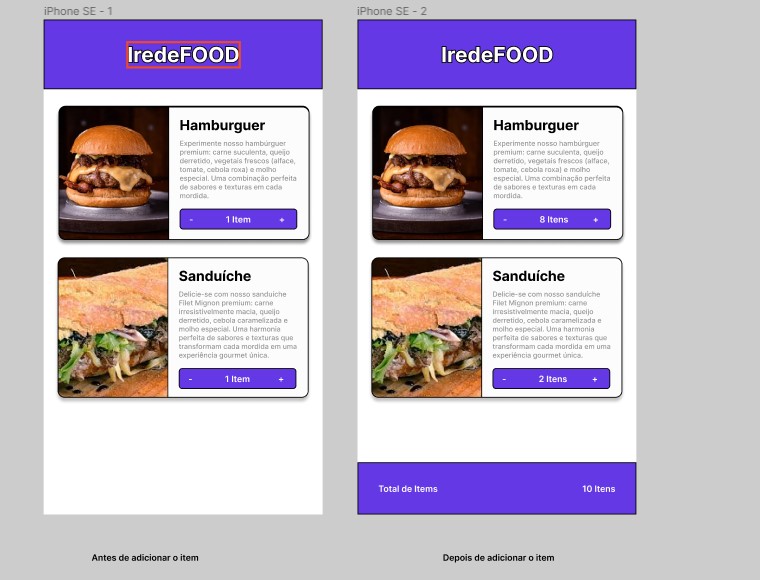 iPhone SE - 1
IredeFOOD
Hamburguer
Experimente nosso hambúrguer
premium: carne suculenta, queijo
derretido, vegetais frescos (alface,
tomate, cebola roxa) e molho
especial. Uma combinação perfeita
de sabores e texturas em cada
mordida.
- 1 Item +
Sanduíche
Delicie-se com nosso sanduíche
Filet Mignon premium: carne
irresistivelmente macia, queijo
derretido, cebola caramelizada e
molho especial. Uma harmonia
perfeita de sabores e texturas que
transformam cada mordida em uma
experiência gourmet única.
- 1 Item +
Antes de adicionar o item
iPhone SE - 2
IredeFOOD
Hamburguer
Experimente nosso hambúrguer
premium: carne suculenta, queijo
derretido, vegetais frescos (alface,
tomate, cebola roxa) e molho
especial. Uma combinação perfeita
de sabores e texturas em cada
mordida.
- 8 Itens +
Sanduíche
Delicie-se com nosso sanduíche
Filet Mignon premium: carne
irresistivelmente macia, queijo
derretido, cebola caramelizada e
molho especial. Uma harmonia
perfeita de sabores e texturas que
transformam cada mordida em uma
experiência gourmet única.
- 2 Itens +
Total de Items 10 Itens
Depois de adicionar o item